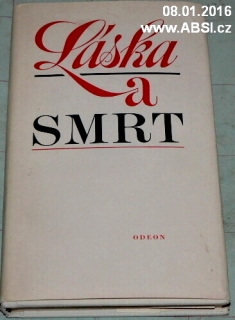 08.01.2016
www.ABSI.cz
Láska
a
SMRT
ODEON